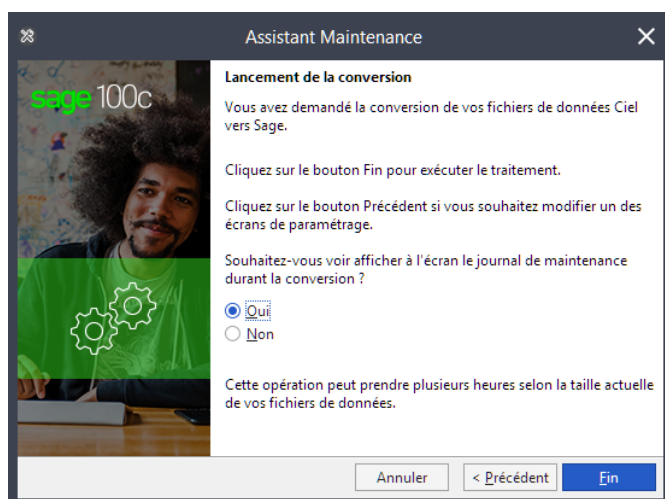 Assistant Maintenance
sage 100c
Lancement de la conversion
Vous avez demandé la conversion de vos fichiers de données Ciel
vers Sage.
Cliquez sur le bouton Fin pour exécuter le traitement.
Cliquez sur le bouton Précédent si vous souhaitez modifier un des
écrans de paramétrage.
Souhaitez-vous voir afficher à l'écran le journal de maintenance
durant la conversion ?
Oui
Non
Cette opération peut prendre plusieurs heures selon la taille actuelle
de vos fichiers de données.
Annuler
< Précédent
Fin